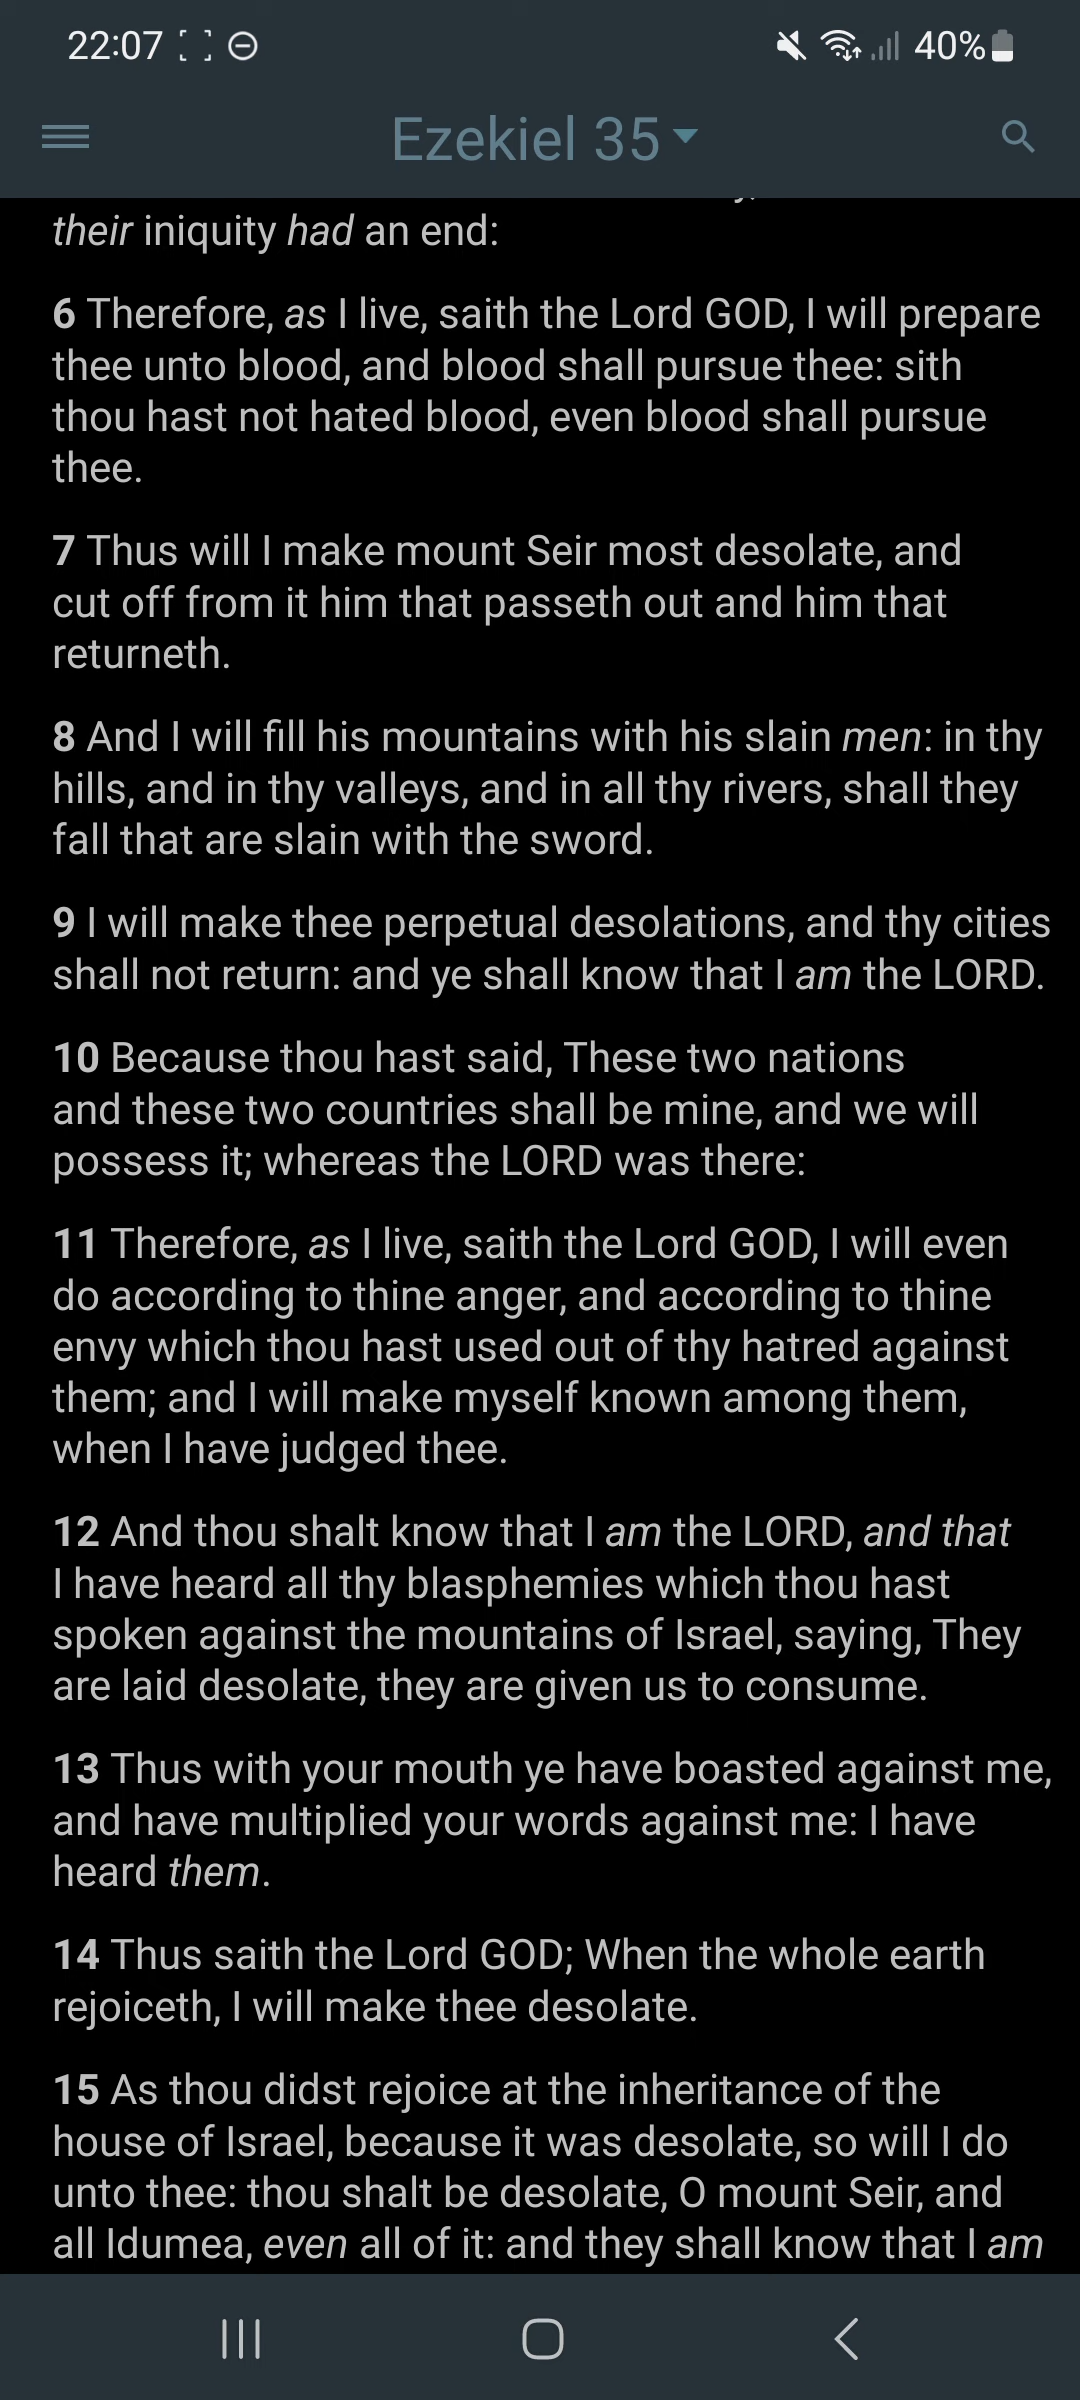 22:07 40%
Ezekiel 35
their iniquity had an end:
6 Therefore, as I live, saith the Lord GOD, I will prepare
thee unto blood, and blood shall pursue thee: sith
thou hast not hated blood, even blood shall pursue
thee.
7 Thus will I make mount Seir most desolate, and
cut off from it him that passeth out and him that
returneth.
8 And I will fill his mountains with his slain men: in thy
hills, and in thy valleys, and in all thy rivers, shall they
fall that are slain with the sword.
9 I will make thee perpetual desolations, and thy cities
shall not return: and ye shall know that I am the LORD.
10 Because thou hast said, These two nations
and these two countries shall be mine, and we will
possess it; whereas the LORD was there:
11 Therefore, as I live, saith the Lord GOD, I will even
do according to thine anger, and according to thine
envy which thou hast used out of thy hatred against
them; and I will make myself known among them,
when I have judged thee.
12 And thou shalt know that I am the LORD, and that
I have heard all thy blasphemies which thou hast
spoken against the mountains of Israel, saying, They
are laid desolate, they are given us to consume.
13 Thus with your mouth ye have boasted against me,
and have multiplied your words against me: I have
heard them.
14 Thus saith the Lord GOD; When the whole earth
rejoiceth, I will make thee desolate.
15 As thou didst rejoice at the inheritance of the
house of Israel, because it was desolate, so will I do
unto thee: thou shalt be desolate, O mount Seir, and
all Idumea, even all of it: and they shall know that I am